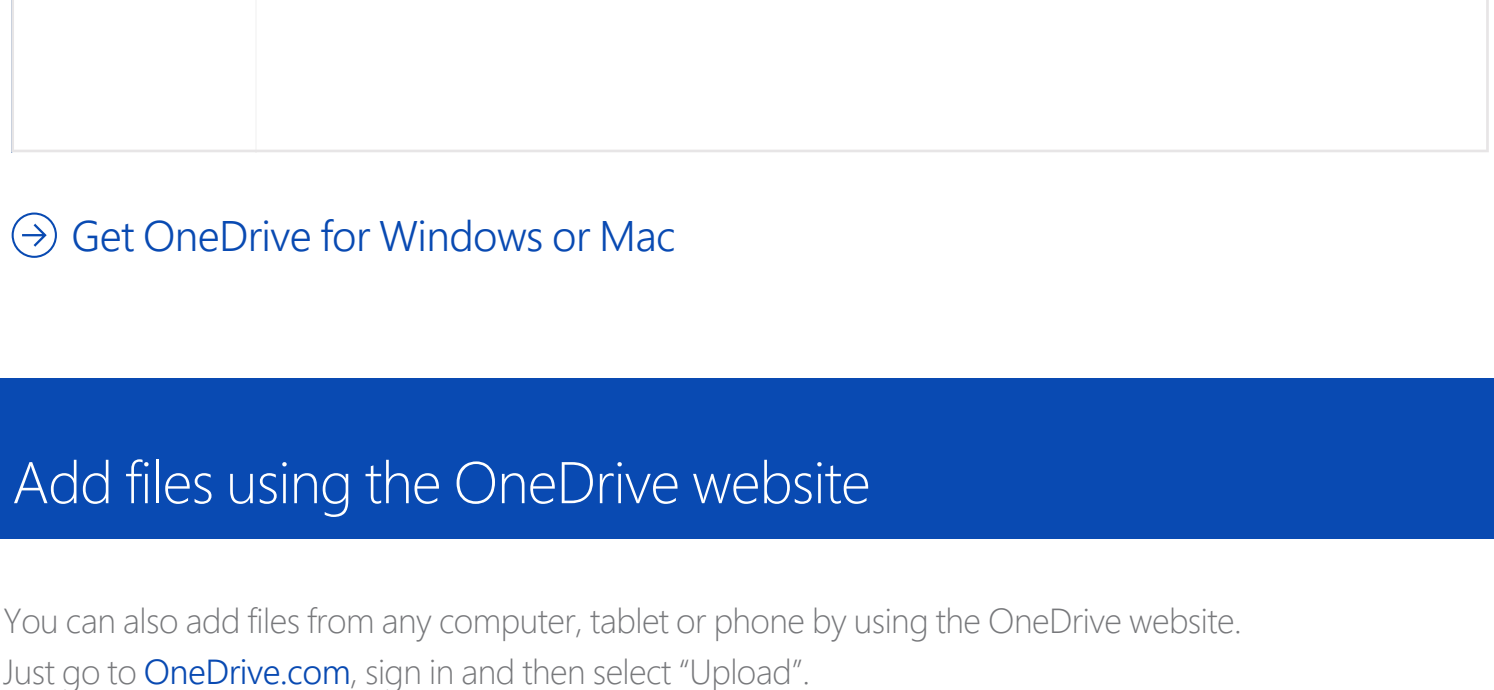 Get OneDrive for Windows or Mac
Add files using the OneDrive website
You can also add files from any computer, tablet or phone by using the OneDrive website.
Just go to OneDrive.com, sign in and then select “Upload”.